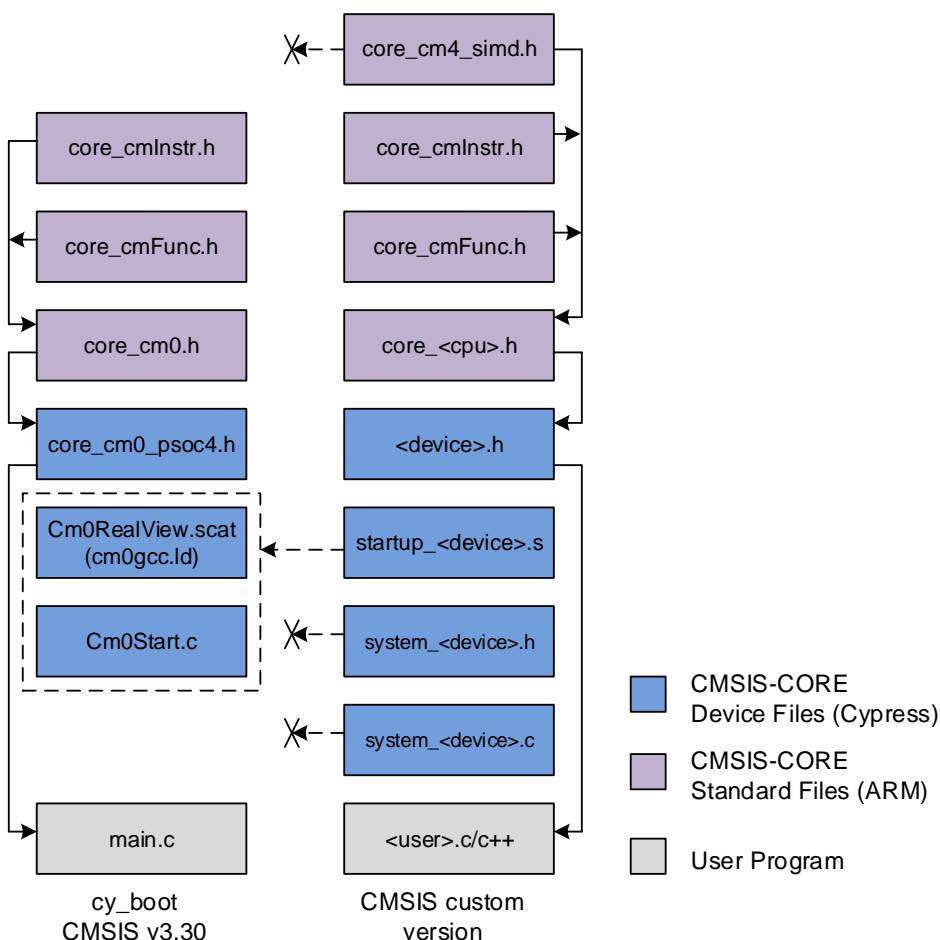 core_cm4_simd.h
core_cmInstr.h
core_cmInstr.h
core_cmFunc.h
core_cmFunc.h
core_cm0.h
core_<cpu>.h
core_cm0_psoc4.h
<device>.h
Cm0RealView.scat
(cm0gcc.ld)
startup_<device>.s
Cm0Start.c
system_<device>.h
system_<device>.c
main.c
<user>.c/c++
cy_boot
CMSIS v3.30
CMSIS custom
version
CMSIS-CORE
Device Files (Cypress)
CMSIS-CORE
Standard Files (ARM)
User Program